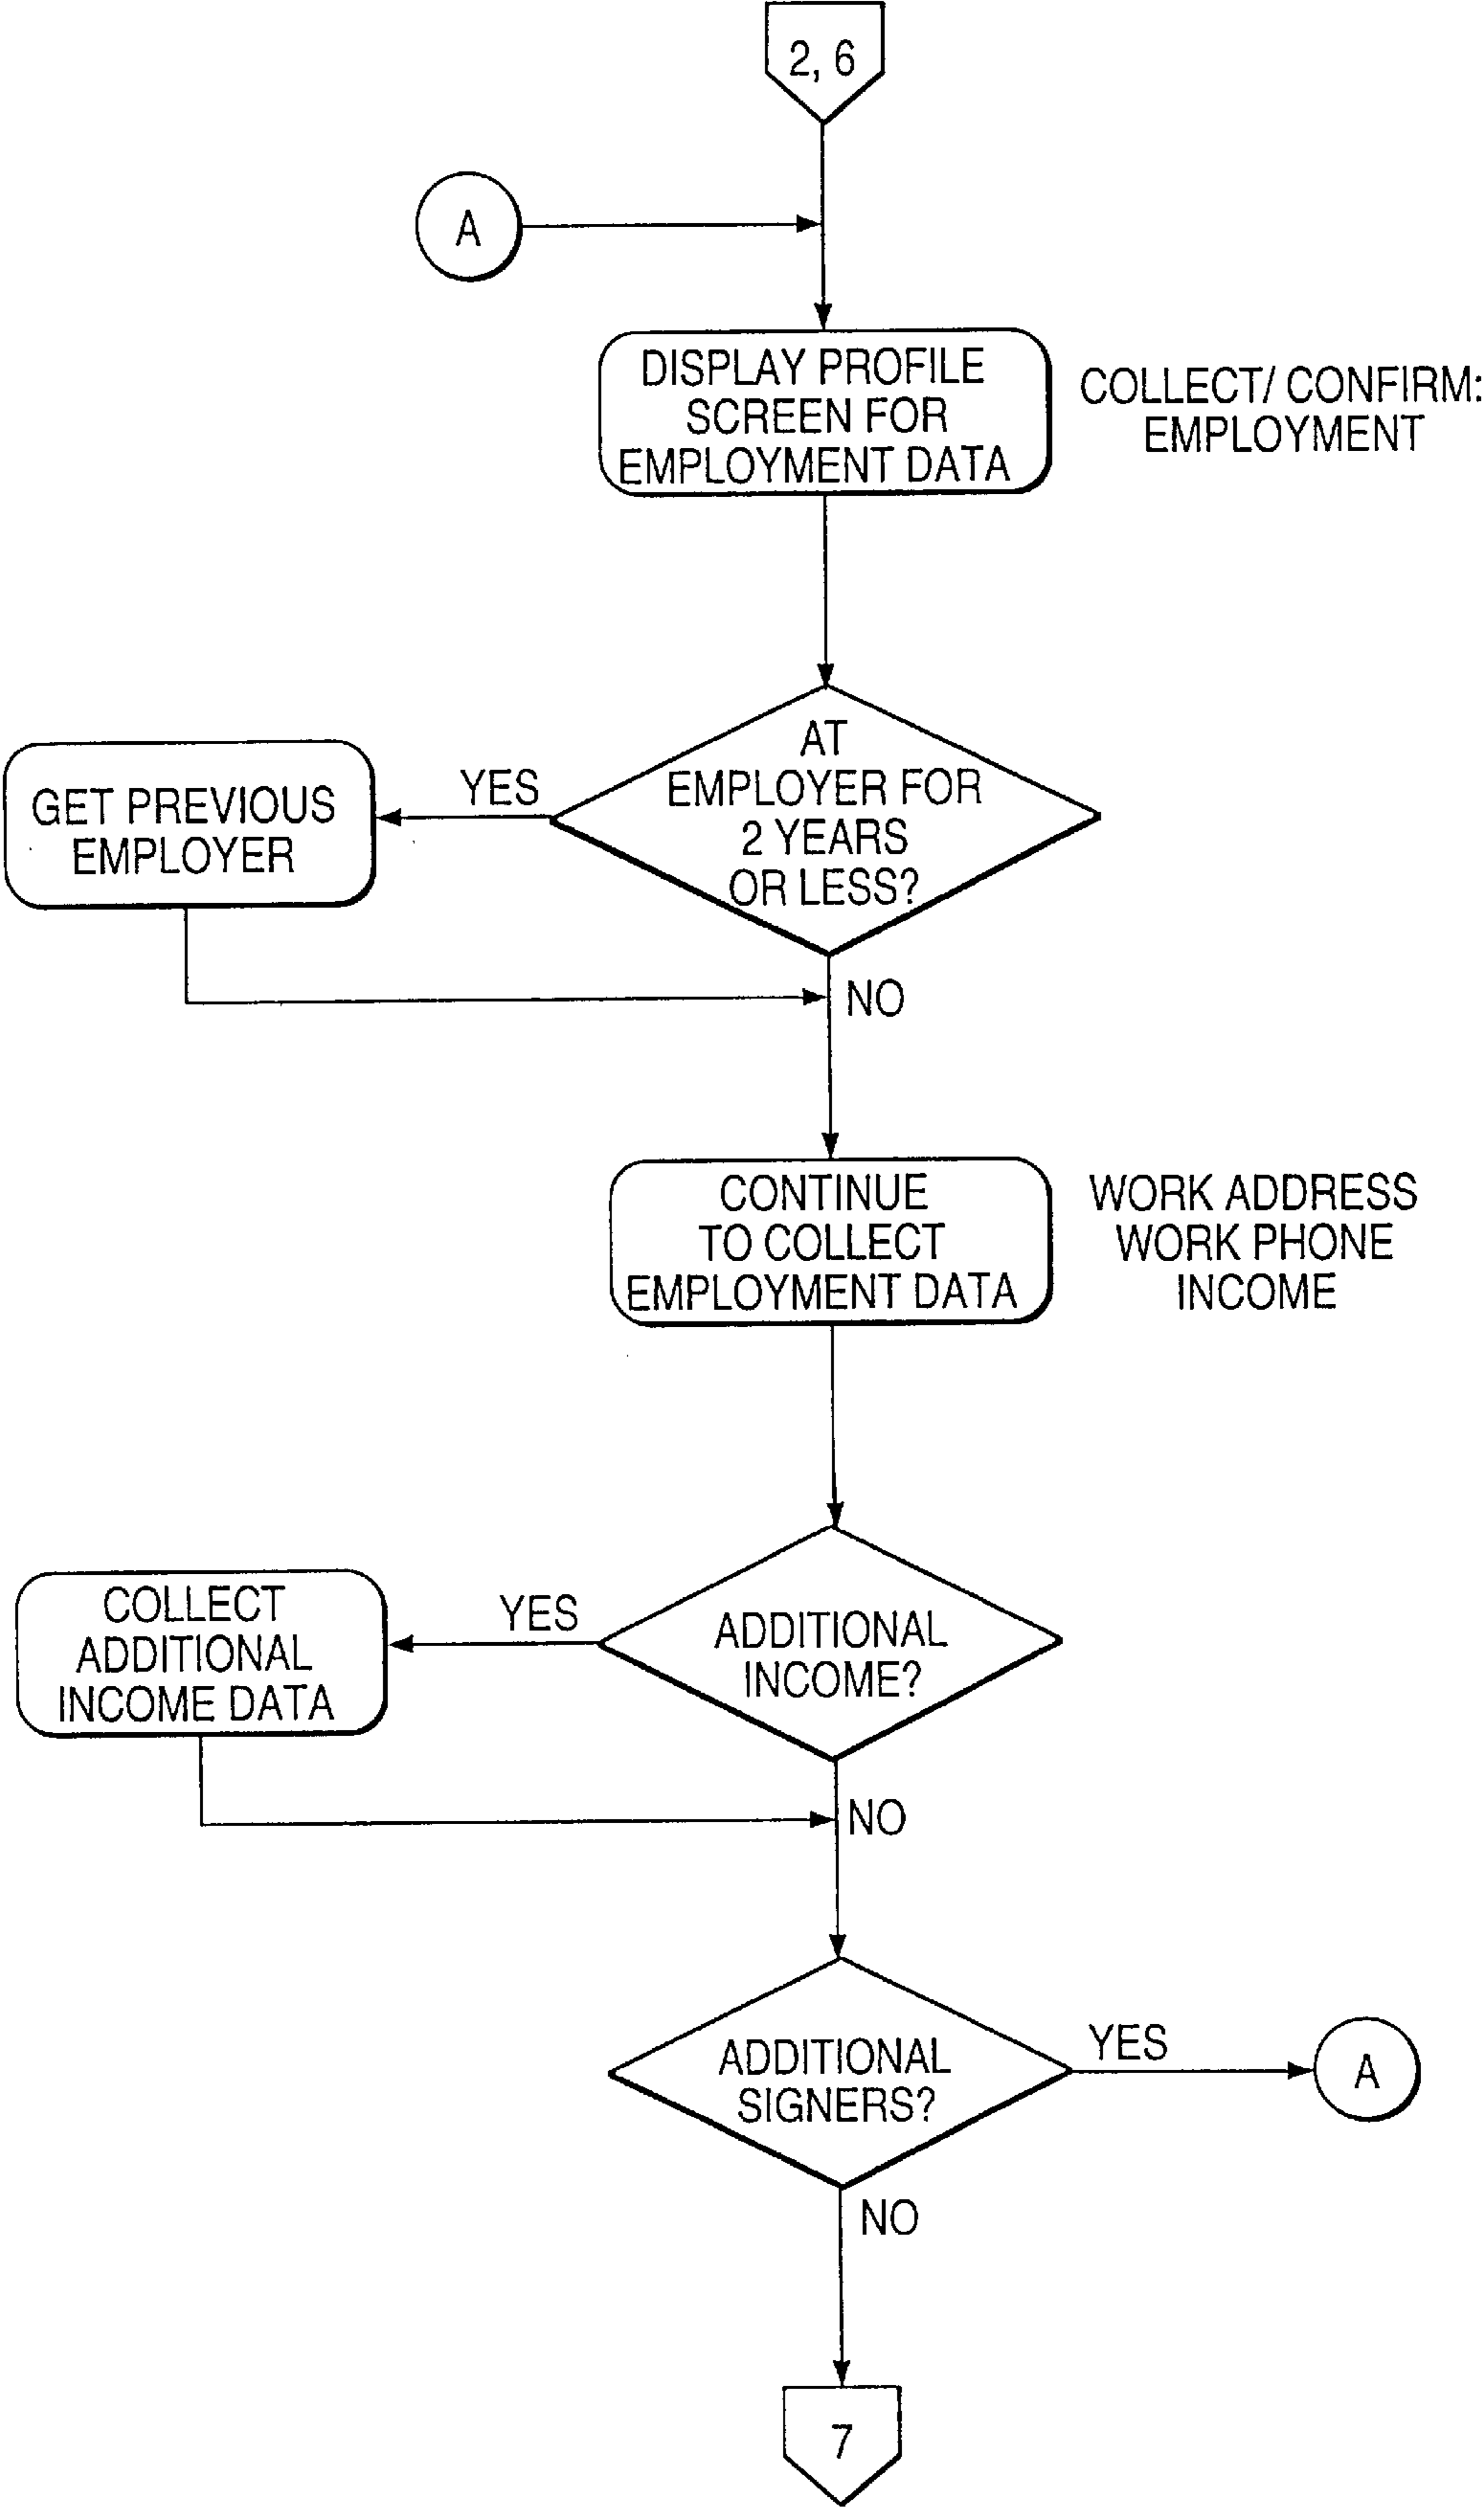 2, 6
A
DISPLAY PROFILE
SCREEN FOR
EMPLOYMENT DATA
COLLECT/ CONFIRM:
EMPLOYMENT
AT
EMPLOYER FOR
2 YEARS
OR LESS?
YES
GET PREVIOUS
EMPLOYER
NO
CONTINUE
TO COLLECT
EMPLOYMENT DATA
WORK ADDRESS
WORK PHONE
INCOME
ADDITIONAL
INCOME?
YES
COLLECT
ADDITIONAL
INCOME DATA
NO
ADDITIONAL
SIGNERS?
YES
A
NO
7